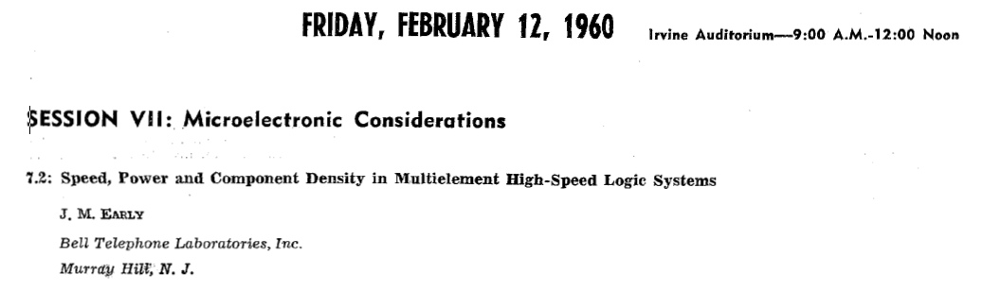 FRIDAY, FEBRUARY 12, 1960 Irvine Auditorium—9:00 A.M.-12:00 Noon
SESSION VII: Microelectronic Considerations
7.2: Speed, Power and Component Density in Multielement High-Speed Logic Systems
J. M. EARLY
Bell Telephone Laboratories, Inc.
Murray Hill, N. J.